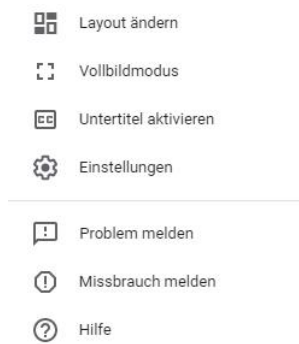 Layout ändern
Vollbildmodus
Untertitel aktivieren
Einstellungen
Problem melden
Missbrauch melden
Hilfe